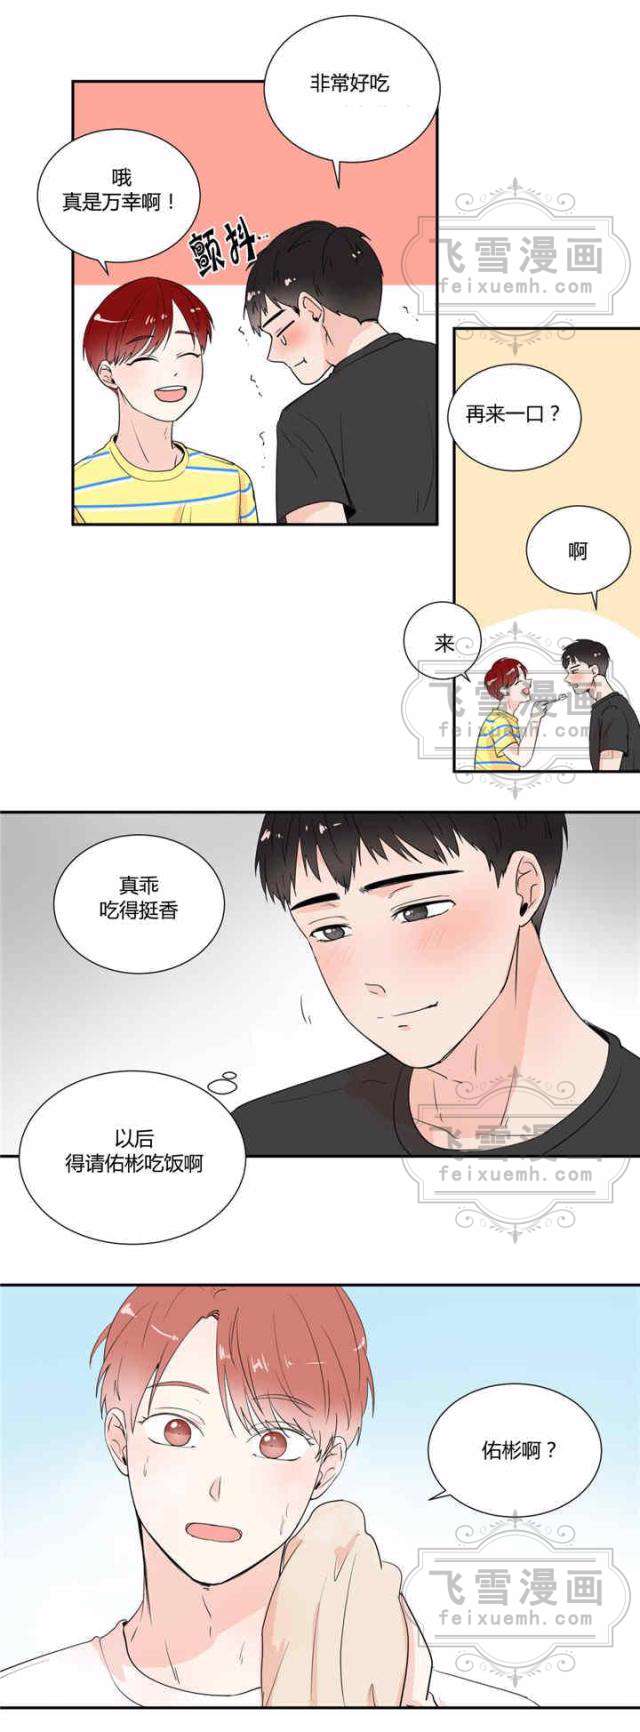 非常好吃
哦
真是万幸啊！
颤抖...
飞雪漫画
feixuemh.com
再来一口？
啊
来
飞雪漫画
feixuemh.com
真乖
吃得挺香
以后
得请佑彬吃饭啊
飞雪漫画
feixuemh.com
佑彬啊？
飞雪漫画
feixuemh.com